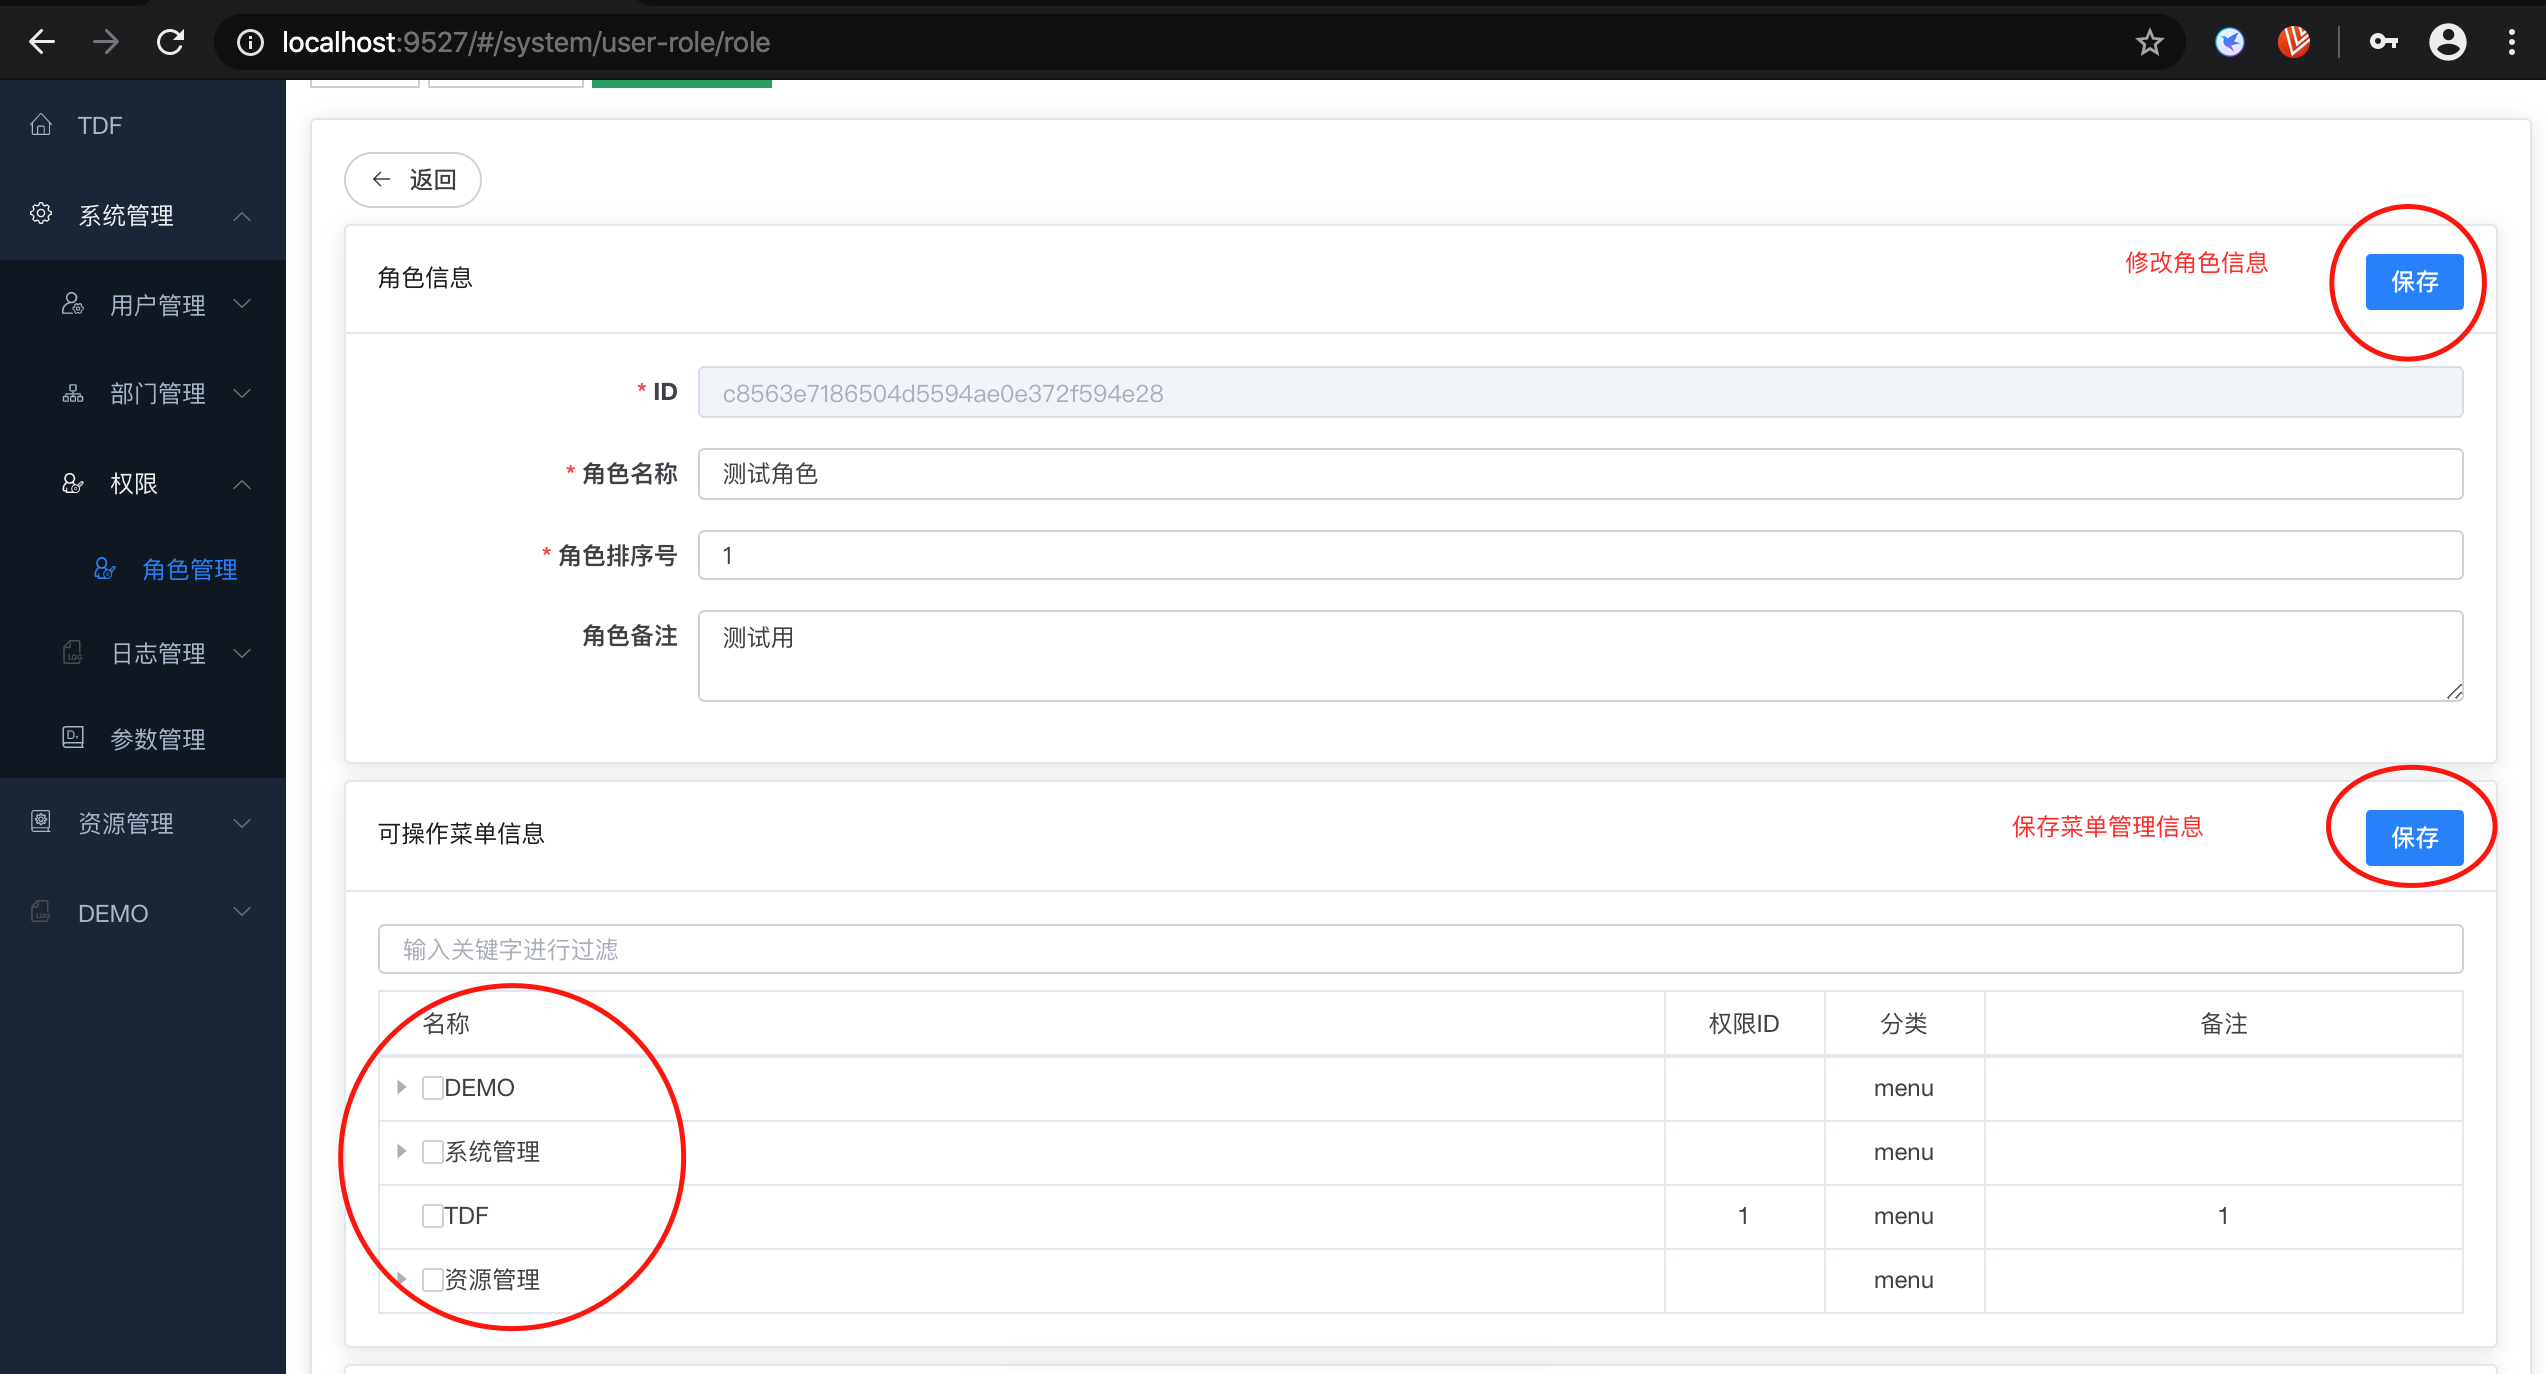 localhost:9527/#/system/user-role/role
TDF
系统管理
用户管理
部门管理
权限
角色管理
日志管理
参数管理
资源管理
DEMO
返回
角色信息
修改角色信息
保存
* ID
c8563e7186504d5594ae0e372f594e28
* 角色名称
测试角色
* 角色排序号
1
角色备注
测试用
可操作菜单信息
保存菜单管理信息
保存
输入关键字进行过滤
名称 权限ID 分类 备注
DEMO menu
系统管理 menu
TDF 1 menu 1
资源管理 menu